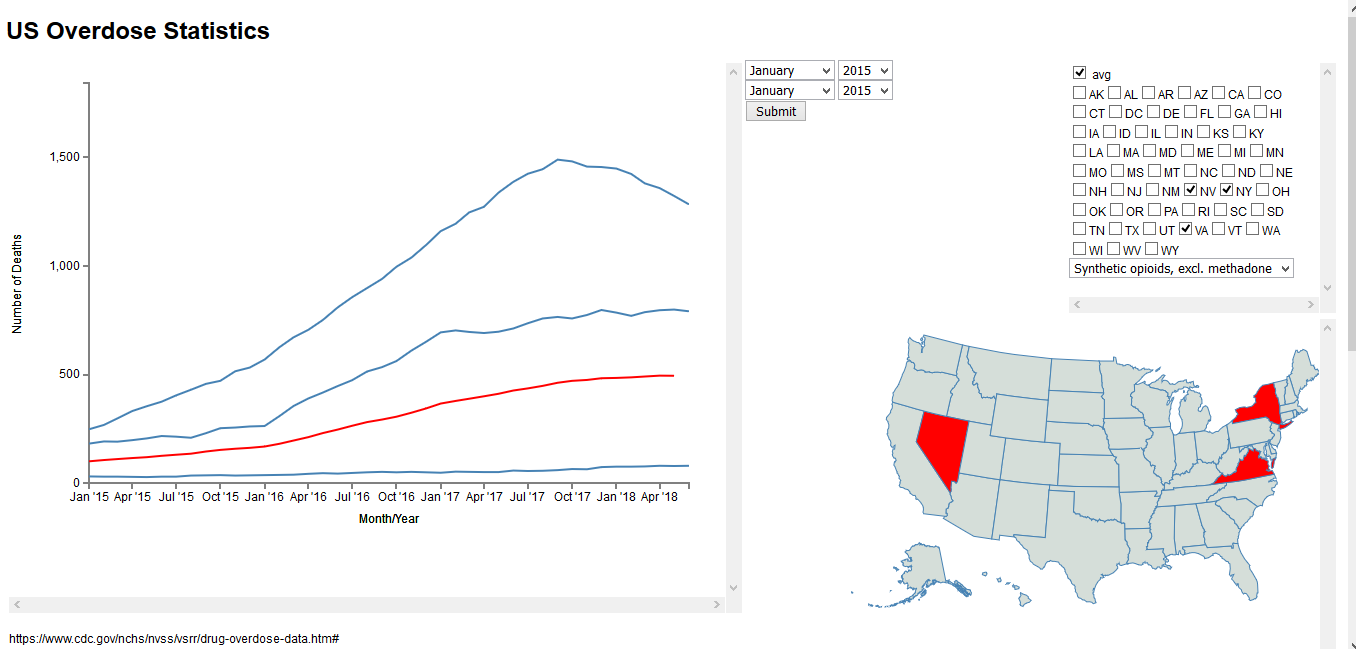 US Overdose Statistics
1,500
1,000
500
0
Number of Deaths
Jan '15 Apr '15 Jul '15 Oct '15 Jan '16 Apr '16 Jul '16 Oct '16 Jan '17 Apr '17 Jul '17 Oct '17 Jan '18 Apr '18
Month/Year
January 2015
January 2015
Submit
avg
AK AL AR AZ CA CO
CT DC DE FL GA HI
IA ID IL IN KS KY
LA MA MD ME MI MN
MO MS MT NC ND NE
NH NJ NM NV NY OH
OK OR PA RI SC SD
TN TX UT VA VT WA
WI WV WY
Synthetic opioids, excl. methadone
https://www.cdc.gov/nchs/nvss/vsrr/drug-overdose-data.htm#